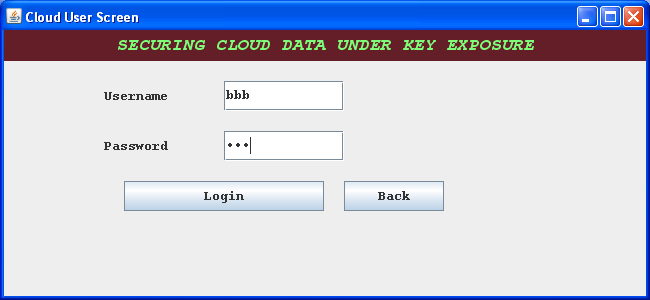 Cloud User Screen
SECURING CLOUD DATA UNDER KEY EXPOSURE
Username bbb
Password •••
Login Back